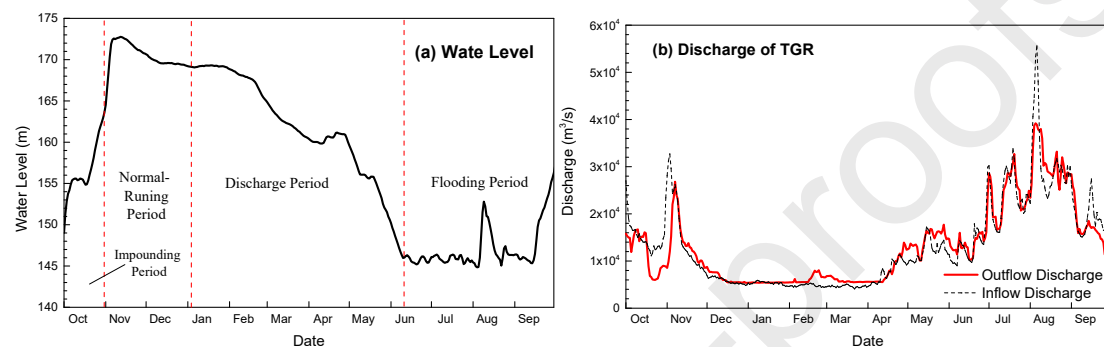 175
170
165
160
155
150
145
140
Water Level (m)
(a) Wate Level
Normal-
Runing
Period
Discharge Period
Flooding Period
Impounding
Period
Oct Nov Dec Jan Feb Mar Apr May Jun Jul Aug Sep
Date
6x10⁴
5x10⁴
4x10⁴
3x10⁴
2x10⁴
1x10⁴
0
Discharge (m³/s)
(b) Discharge of TGR
Outflow Discharge
Inflow Discharge
Oct Nov Dec Jan Feb Mar Apr May Jun Jul Aug Sep
Date
roofs